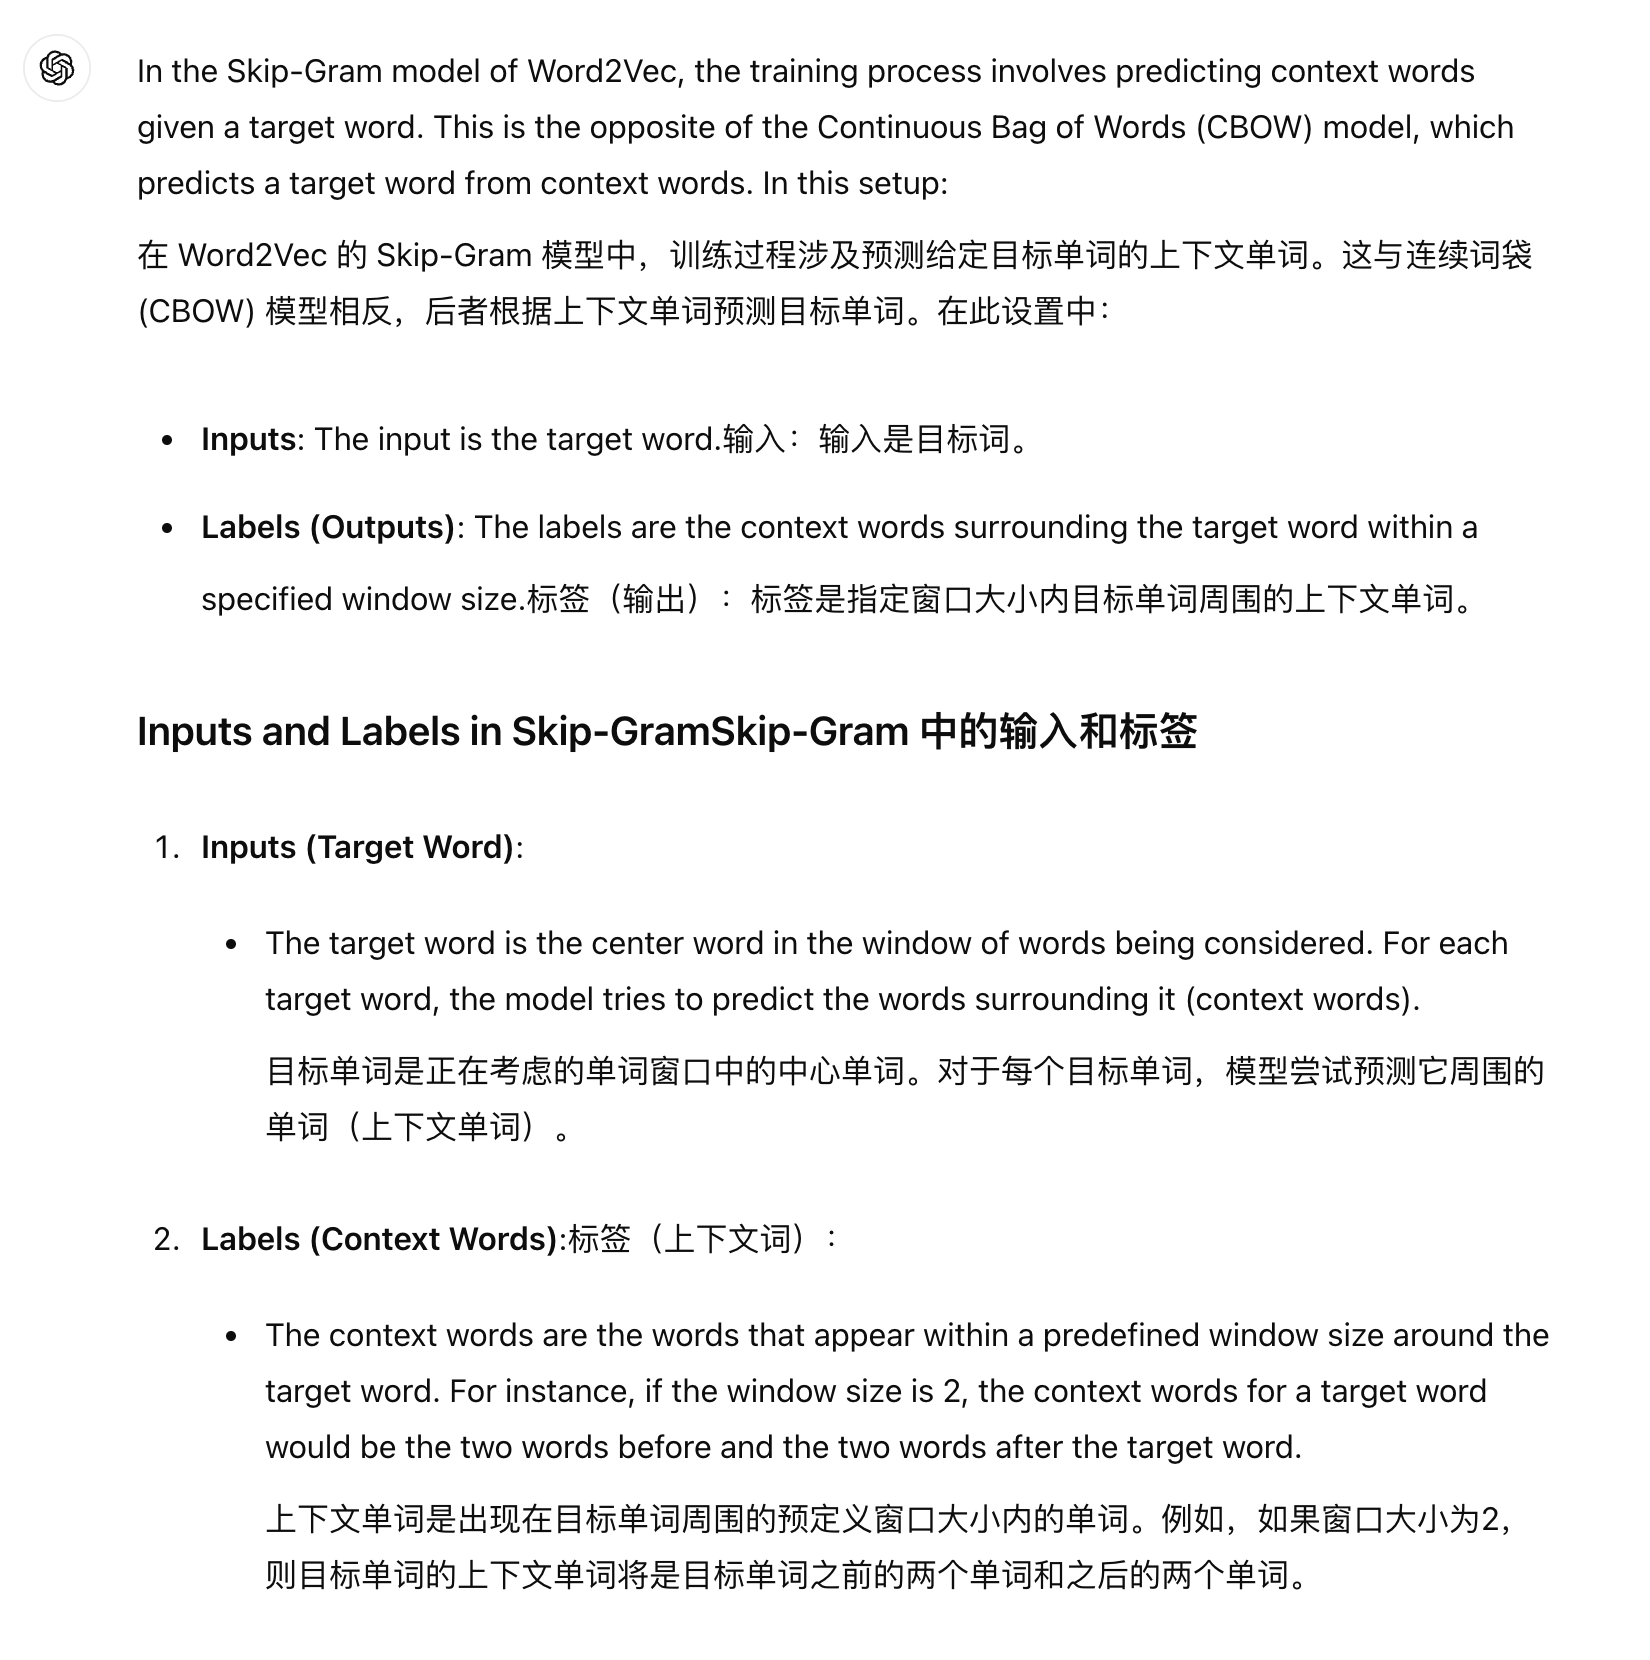 In the Skip-Gram model of Word2Vec, the training process involves predicting context words
given a target word. This is the opposite of the Continuous Bag of Words (CBOW) model, which
predicts a target word from context words. In this setup:
在 Word2Vec 的 Skip-Gram 模型中，训练过程涉及预测给定目标单词的上下文单词。这与连续词袋
(CBOW) 模型相反，后者根据上下文单词预测目标单词。在此设置中：
• Inputs: The input is the target word.输入：输入是目标词。
• Labels (Outputs): The labels are the context words surrounding the target word within a
specified window size.标签（输出）：标签是指定窗口大小内目标单词周围的上下文单词。
Inputs and Labels in Skip-GramSkip-Gram 中的输入和标签
1. Inputs (Target Word):
• The target word is the center word in the window of words being considered. For each
target word, the model tries to predict the words surrounding it (context words).
目标单词是正在考虑的单词窗口中的中心单词。对于每个目标单词，模型尝试预测它周围的
单词（上下文单词）。
2. Labels (Context Words):标签（上下文词）：
• The context words are the words that appear within a predefined window size around the
target word. For instance, if the window size is 2, the context words for a target word
would be the two words before and the two words after the target word.
上下文单词是出现在目标单词周围的预定义窗口大小内的单词。例如，如果窗口大小为2，
则目标单词的上下文单词将是目标单词之前的两个单词和之后的两个单词。